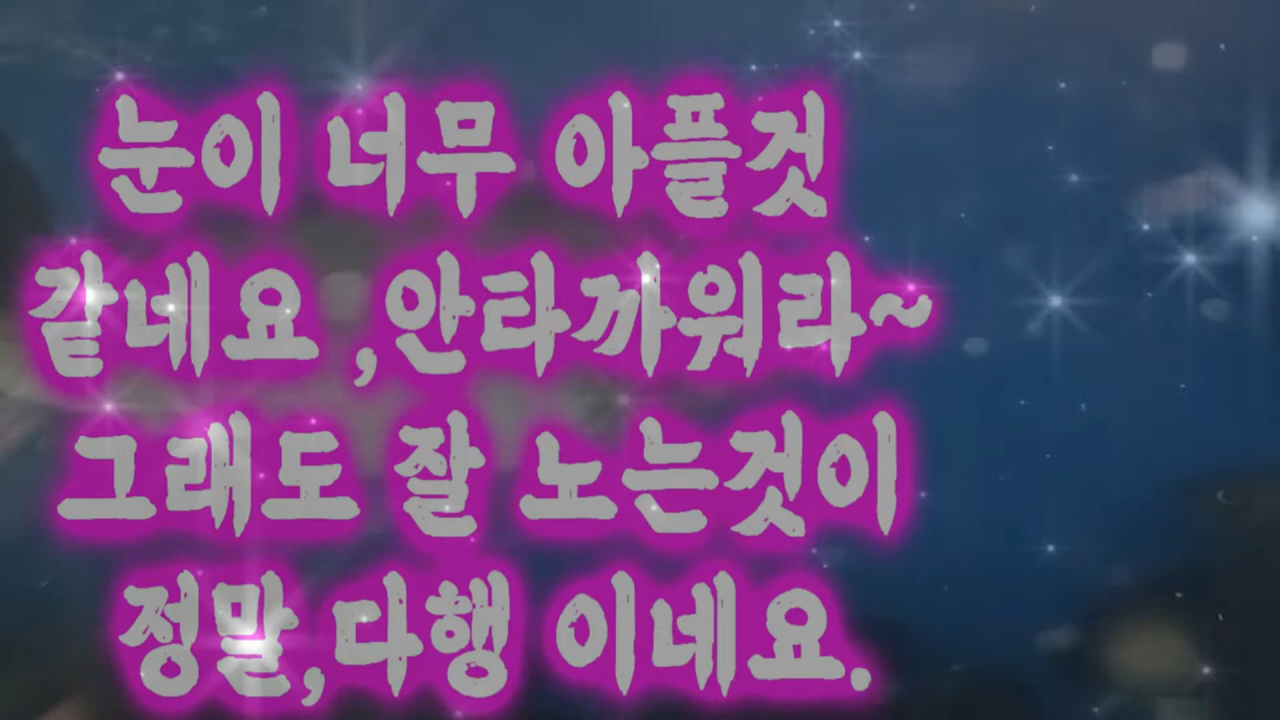 눈이 너무 아플것
같네요 ,안타까워라~
그래도 잘 노는것이
정말,다행 이네요.